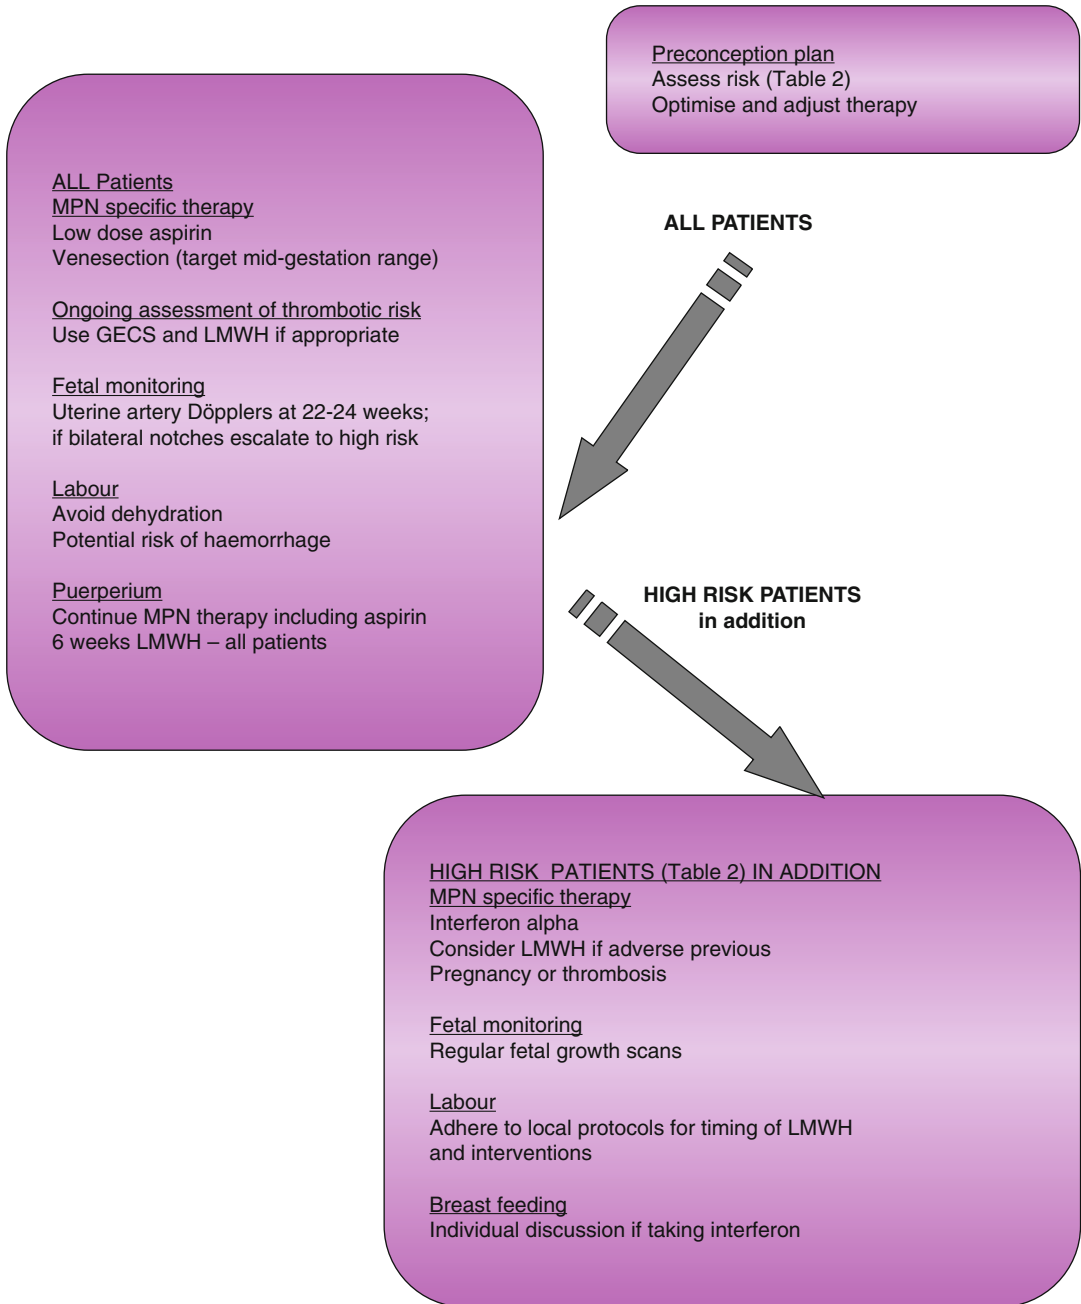 Preconception plan
Assess risk (Table 2)
Optimise and adjust therapy
ALL PATIENTS
ALL Patients
MPN specific therapy
Low dose aspirin
Venesection (target mid-gestation range)
Ongoing assessment of thrombotic risk
Use GECS and LMWH if appropriate
Fetal monitoring
Uterine artery Döpplers at 22-24 weeks;
if bilateral notches escalate to high risk
Labour
Avoid dehydration
Potential risk of haemorrhage
Puerperium
Continue MPN therapy including aspirin
6 weeks LMWH – all patients
HIGH RISK PATIENTS
in addition
HIGH RISK PATIENTS (Table 2) IN ADDITION
MPN specific therapy
Interferon alpha
Consider LMWH if adverse previous
Pregnancy or thrombosis
Fetal monitoring
Regular fetal growth scans
Labour
Adhere to local protocols for timing of LMWH
and interventions
Breast feeding
Individual discussion if taking interferon